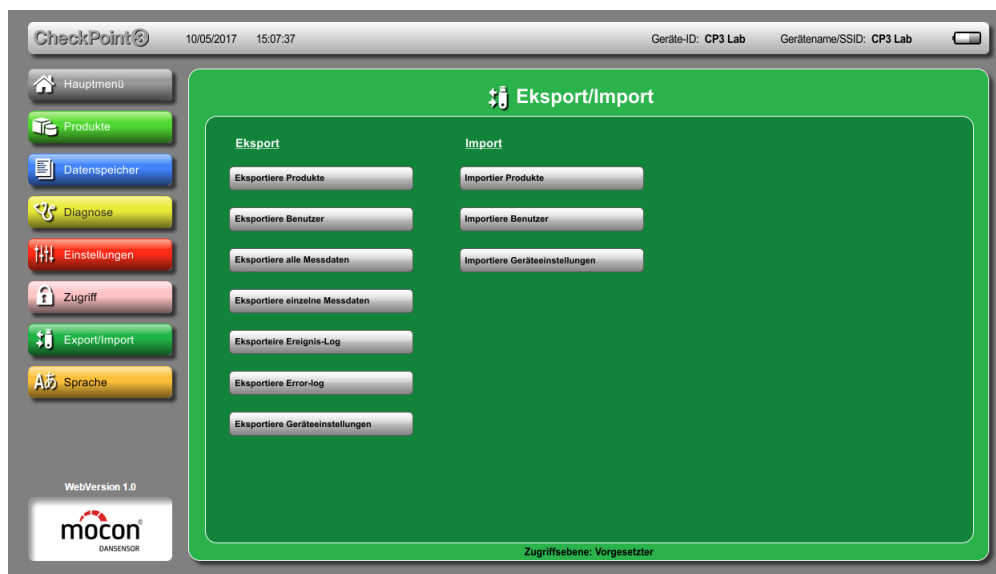 CheckPoint3 10/05/2017 15:07:37 Geräte-ID: CP3 Lab Gerätename/SSID: CP3 Lab
Hauptmenü
Produkte
Datenspeicher
Diagnose
Einstellungen
Zugriff
Export/Import
Aあ Sprache
WebVersion 1.0
mocon®
DANSENSOR
Eksport/Import
Eksport
Eksportiere Produkte
Eksportiere Benutzer
Eksportiere alle Messdaten
Eksportiere einzelne Messdaten
Eksporteire Ereignis-Log
Eksportiere Error-log
Eksportiere Geräteeinstellungen
Import
Importier Produkte
Importiere Benutzer
Importiere Geräteeinstellungen
Zugriffsebene: Vorgesetzter